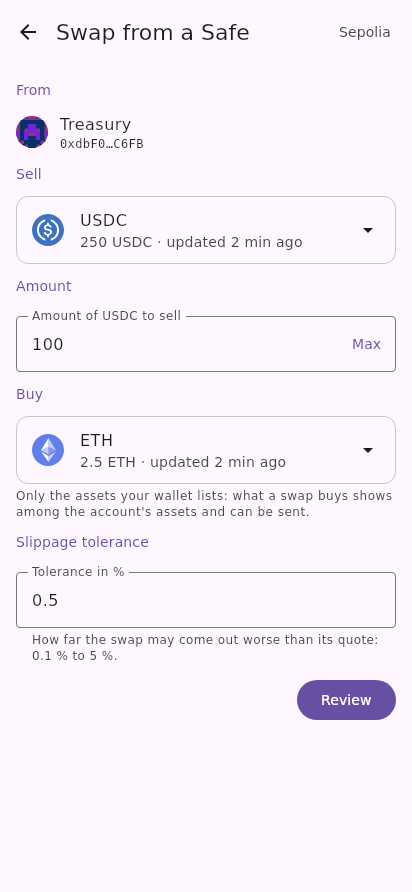 Swap from a Safe
Sepolia
From
Treasury
0xdbF0…C6FB
Sell
USDC
250 USDC · updated 2 min ago
Amount
Amount of USDC to sell
100
Max
Buy
ETH
2.5 ETH · updated 2 min ago
Only the assets your wallet lists: what a swap buys shows
among the account's assets and can be sent.
Slippage tolerance
Tolerance in %
0.5
How far the swap may come out worse than its quote:
0.1 % to 5 %.
Review